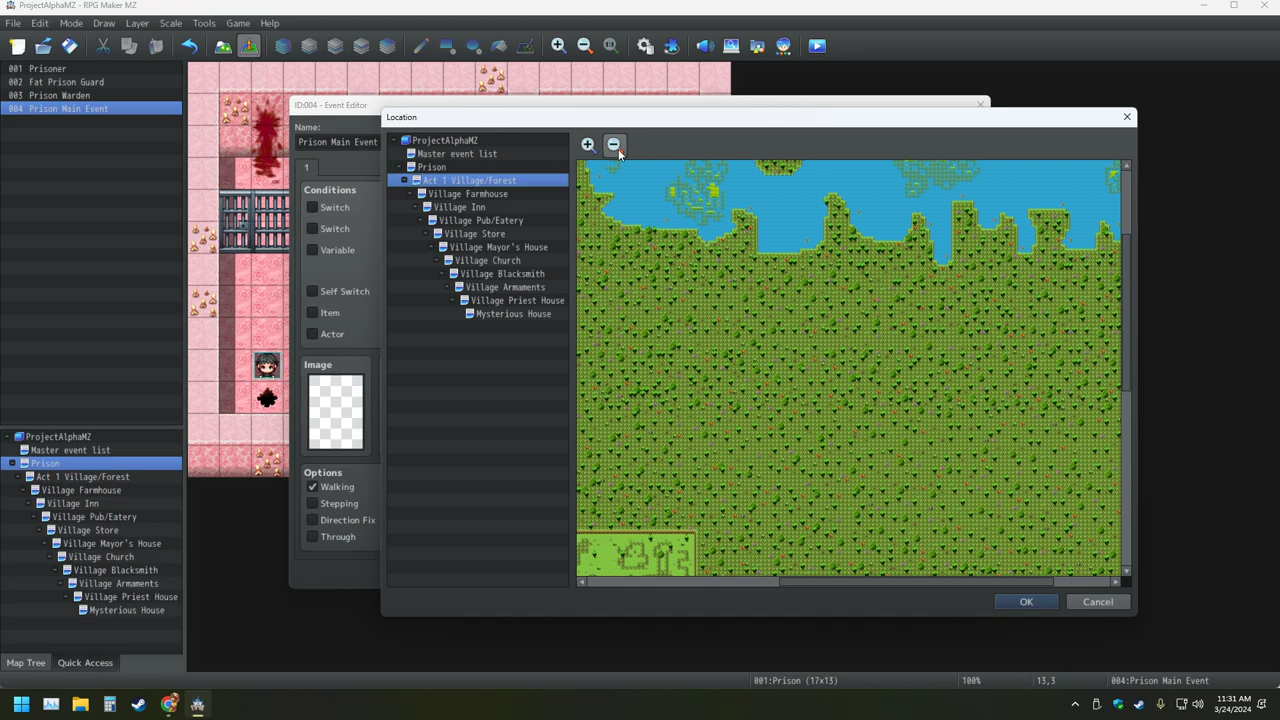 ProjectAlphaMZ - RPG Maker MZ
File Edit Mode Draw Layer Scale Tools Game Help
001 Prisoner
002 Fat Prison Guard
003 Prison Warden
004 Prison Main Event
ProjectAlphaMZ
Master event list
Prison
Act 1 Village/Forest
Village Farmhouse
Village Inn
Village Pub/Eatery
Village Store
Village Mayor's House
Village Church
Village Blacksmith
Village Armaments
Village Priest House
Mysterious House
Map Tree Quick Access
ID:004 - Event Editor
Name:
Prison Main Event
1
Conditions
Switch
Switch
Variable
Self Switch
Item
Actor
Image
Options
Walking
Stepping
Direction Fix
Through
Location
ProjectAlphaMZ
Master event list
Prison
Act 1 Village/Forest
Village Farmhouse
Village Inn
Village Pub/Eatery
Village Store
Village Mayor's House
Village Church
Village Blacksmith
Village Armaments
Village Priest House
Mysterious House
OK Cancel
001:Prison (17x13) 100% 13,3 004:Prison Main Event
11:31 AM
3/24/2024